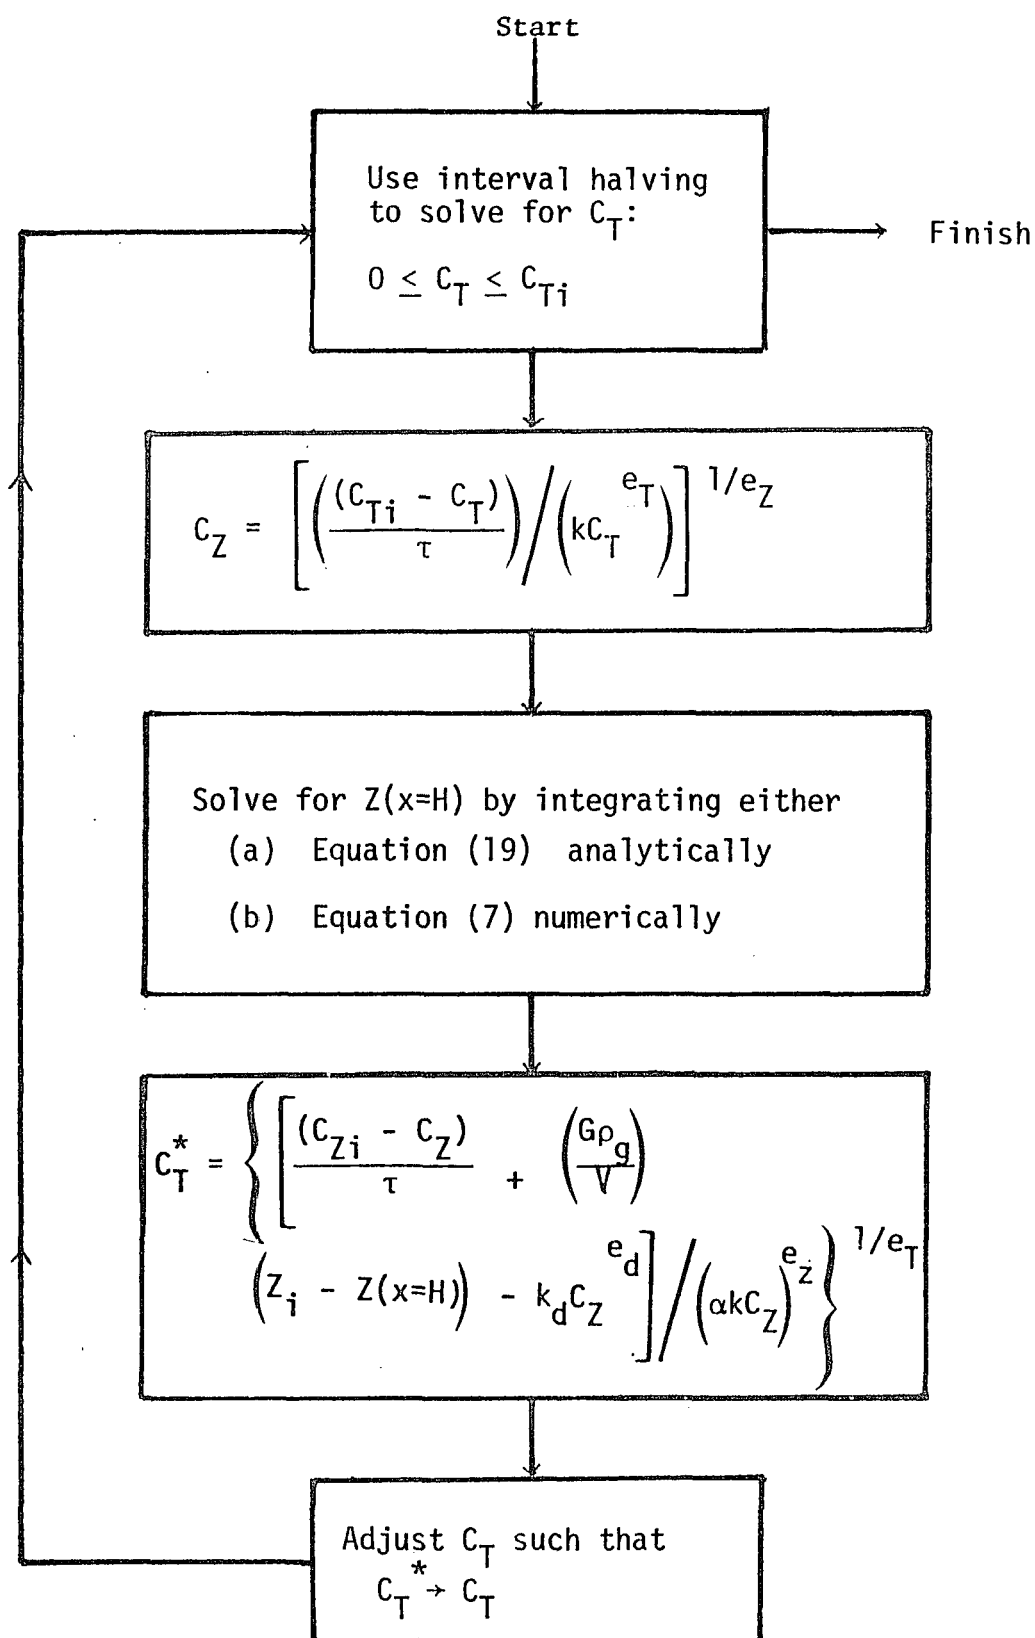 Start
Use interval halving
to solve for C_T:
0 ≤ C_T ≤ C_Ti
Finish
C_Z = [((C_Ti - C_T)/τ)/(kC_T^e_T)]^1/e_Z
Solve for Z(x=H) by integrating either
(a) Equation (19) analytically
(b) Equation (7) numerically
C_T^* = {[(C_Zi - C_Z)/τ + (Gρ_g/V)
(Z_i - Z(x=H)) - k_dC_Z^e_d]/(αkC_Z)^e_z}^1/e_T
Adjust C_T such that
C_T^* → C_T